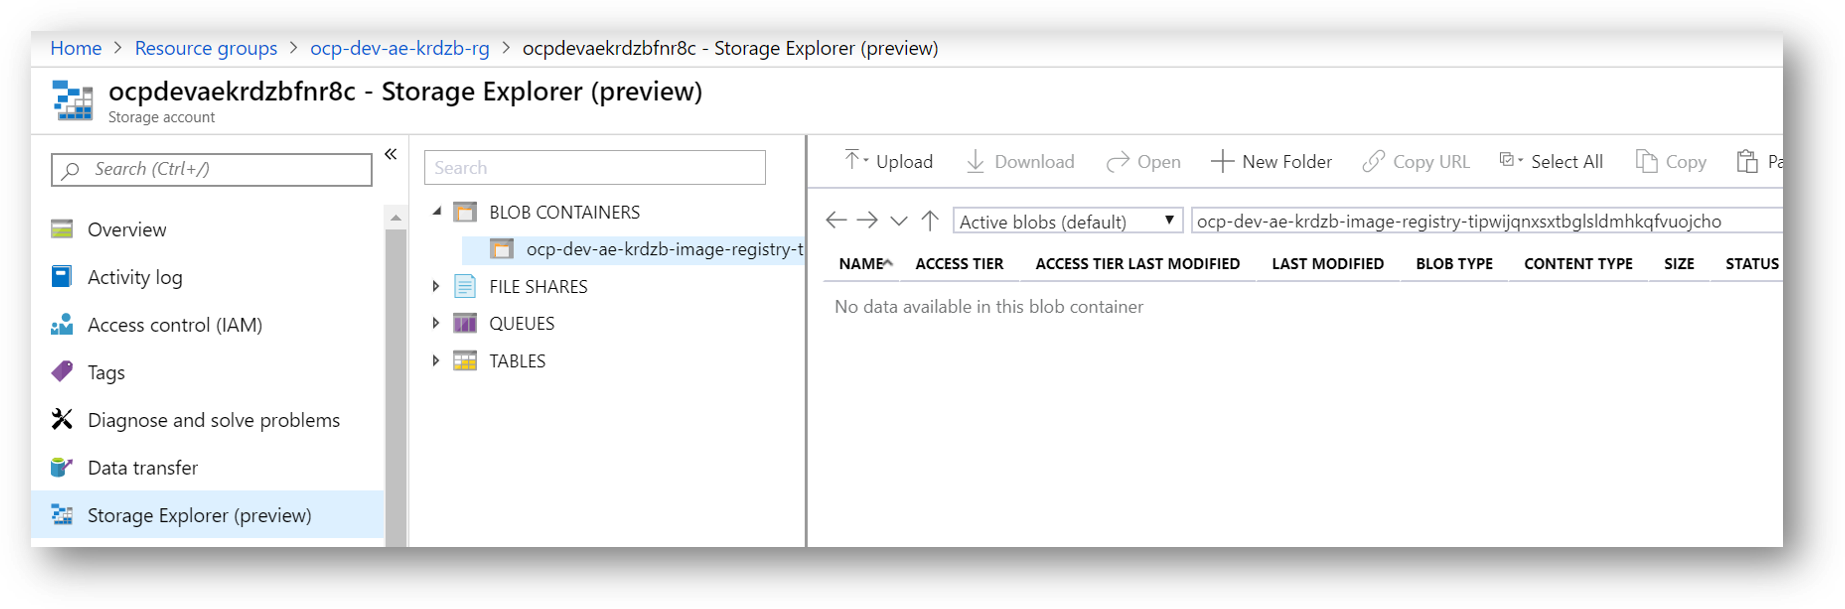 Home > Resource groups > ocp-dev-ae-krdzb-rg > ocpdevaekrdzbfnr8c - Storage Explorer (preview)
ocpdevaekrdzbfnr8c - Storage Explorer (preview)
Storage account
Search (Ctrl+/)
«
Overview
Activity log
Access control (IAM)
Tags
Diagnose and solve problems
Data transfer
Storage Explorer (preview)
Search
BLOB CONTAINERS
ocp-dev-ae-krdzb-image-registry-t
FILE SHARES
QUEUES
TABLES
Upload Download Open New Folder Copy URL Select All Copy Pa
Active blobs (default) ocp-dev-ae-krdzb-image-registry-tipwijqnxsxtbglsldmhkqfvuojcho
NAME ACCESS TIER ACCESS TIER LAST MODIFIED LAST MODIFIED BLOB TYPE CONTENT TYPE SIZE STATUS
No data available in this blob container